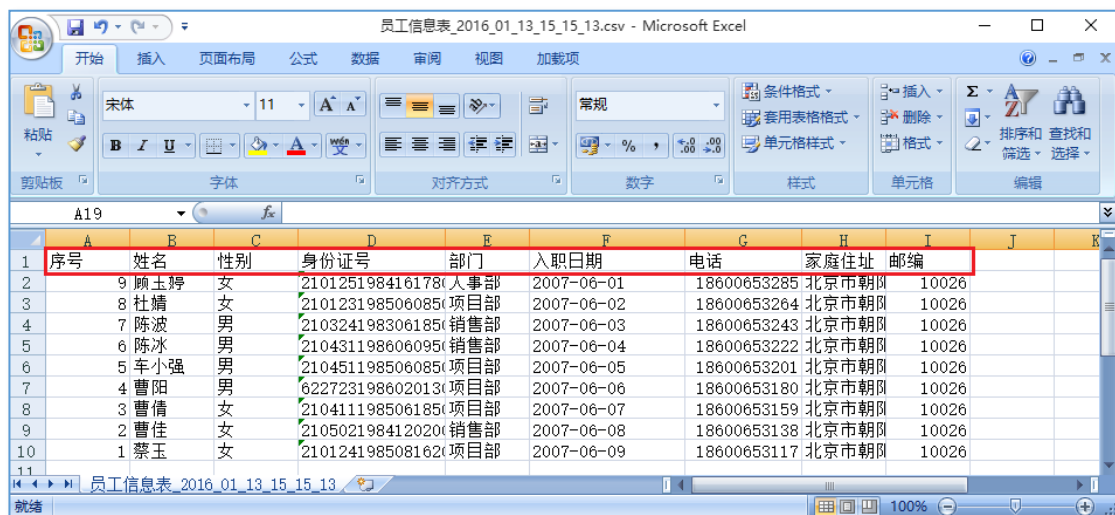 员工信息表_2016_01_13_15_15_13.csv - Microsoft Excel
开始 插入 页面布局 公式 数据 审阅 视图 加载项
宋体 11 A A 常规 条件格式 插入 Σ
粘贴 B I U A wén 文 % , .00 .0 套用表格格式 删除 排序和筛选 查找和选择
单元格样式 格式
剪贴板 字体 对齐方式 数字 样式 单元格 编辑
A19 fx
A B C D E F G H I J K
1 序号 姓名 性别 身份证号 部门 入职日期 电话 家庭住址 邮编
2 9 顾玉婷 女 2101251984161780 人事部 2007-06-01 18600653285 北京市朝阳 10026
3 8 杜婧 女 210123198506085 项目部 2007-06-02 18600653264 北京市朝阳 10026
4 7 陈波 男 210324198306185 销售部 2007-06-03 18600653243 北京市朝阳 10026
5 6 陈冰 男 210431198606095 销售部 2007-06-04 18600653222 北京市朝阳 10026
6 5 车小强 男 210451198506085 项目部 2007-06-05 18600653201 北京市朝阳 10026
7 4 曹阳 男 622723198602013 项目部 2007-06-06 18600653180 北京市朝阳 10026
8 3 曹倩 女 210411198506185 项目部 2007-06-07 18600653159 北京市朝阳 10026
9 2 曹佳 女 210502198412020 销售部 2007-06-08 18600653138 北京市朝阳 10026
10 1 蔡玉 女 210124198508162 项目部 2007-06-09 18600653117 北京市朝阳 10026
11
员工信息表_2016_01_13_15_15_13
就绪 100%